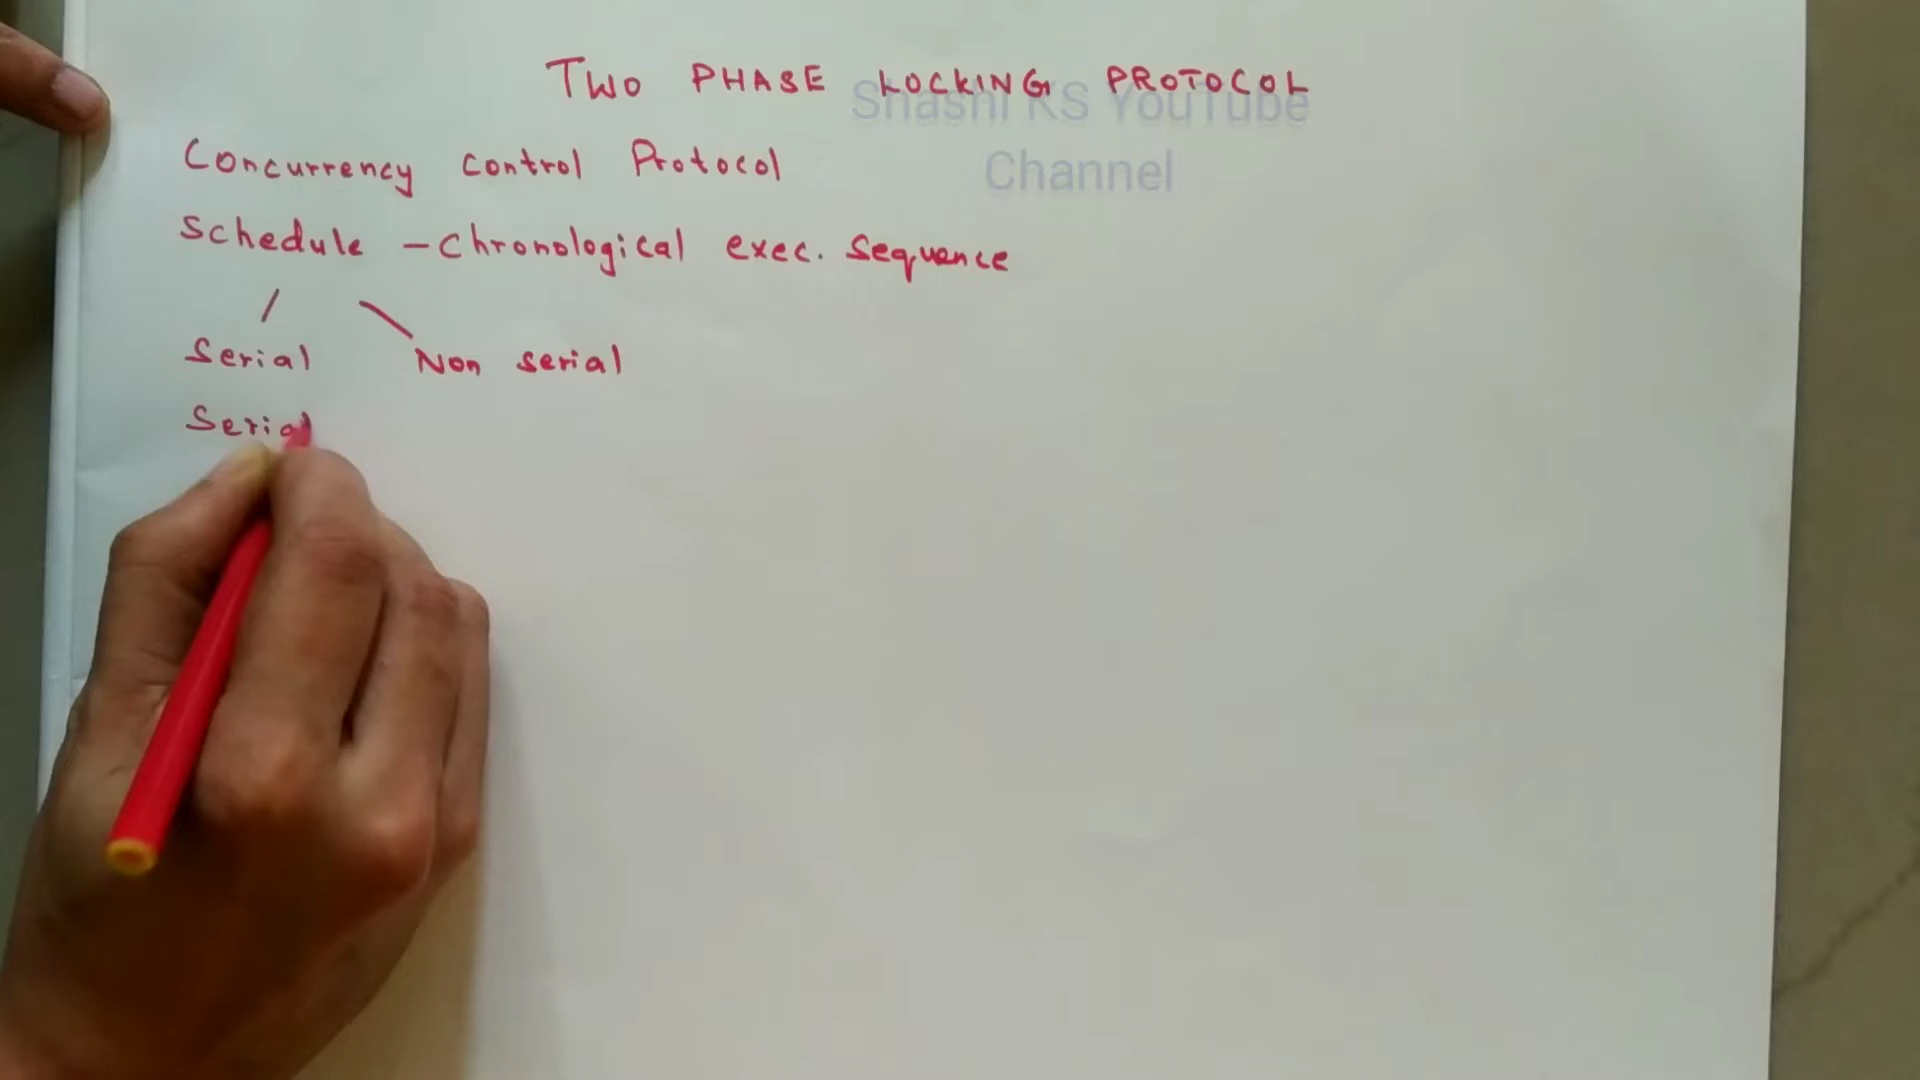 TWO PHASE LOCKING PROTOCOL
Shashi KS YouTube
Channel
Concurrency control Protocol
Schedule - Chronological exec. Sequence
Serial Non serial
Serial